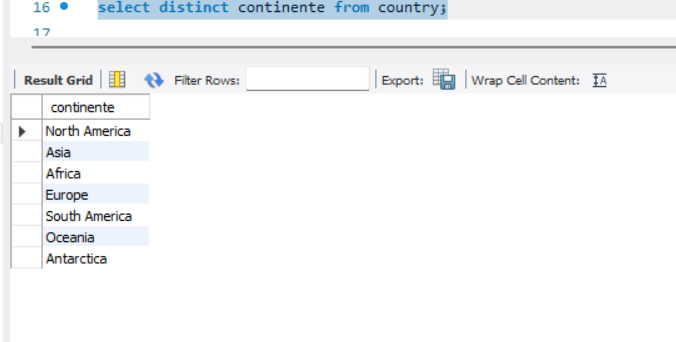 16 select distinct continente from country;
17
Result Grid Filter Rows: Export: Wrap Cell Content: IA
continente
North America
Asia
Africa
Europe
South America
Oceania
Antarctica